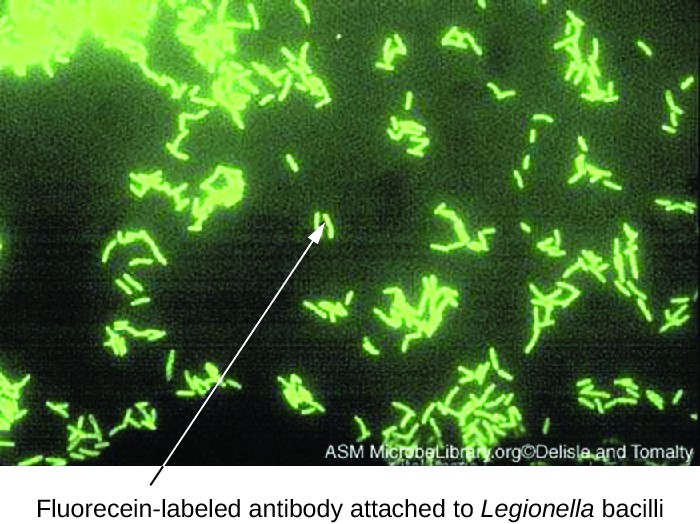 ASM MicrobeLibrary.org©Delisle and Tomalty
Fluorecein-labeled antibody attached to Legionella bacilli